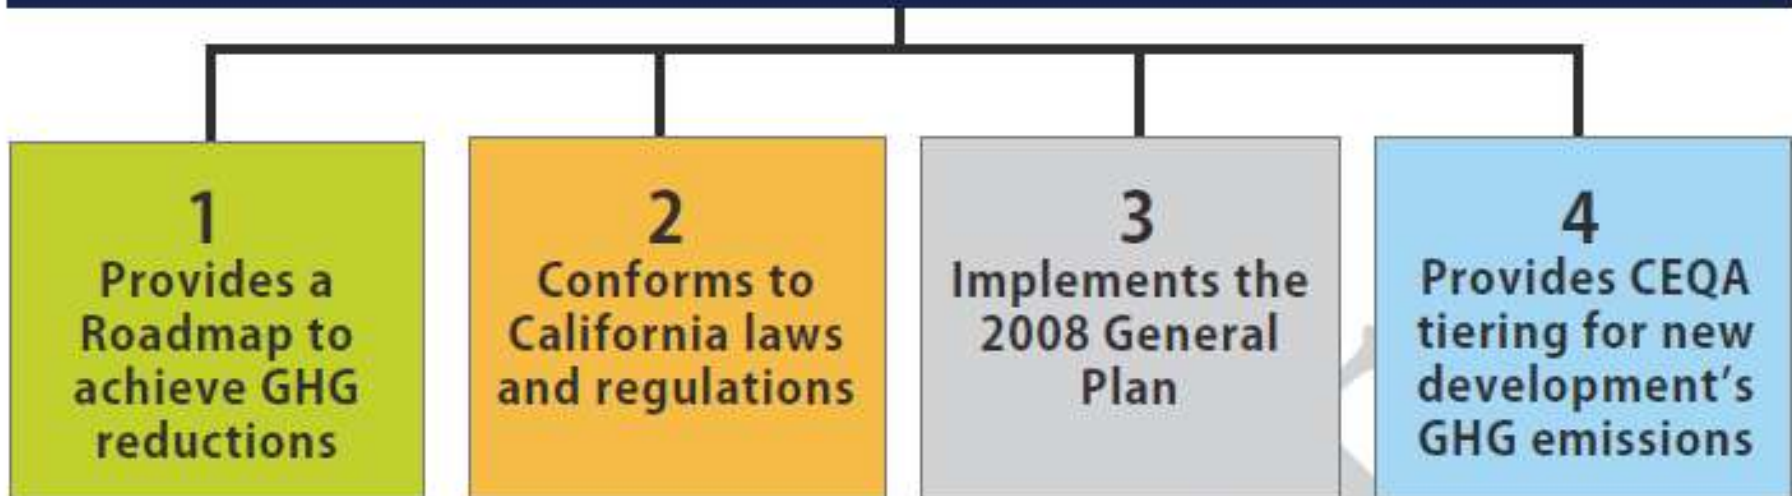 1
Provides a
Roadmap to
achieve GHG
reductions
2
Conforms to
California laws
and regulations
3
Implements the
2008 General
Plan
4
Provides CEQA
tiering for new
development's
GHG emissions